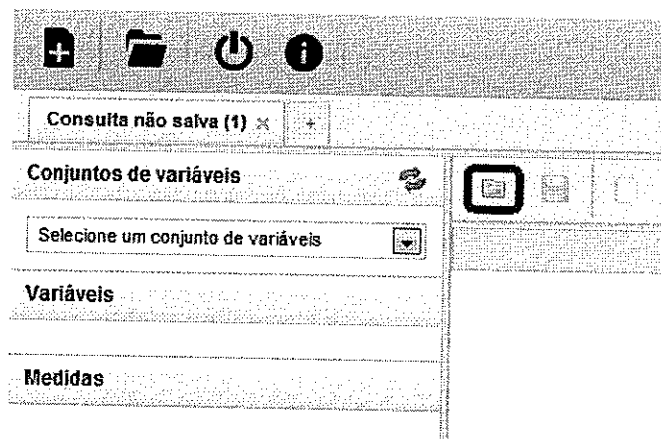 Consulta não salva (1) × +
Conjuntos de variáveis
Selecione um conjunto de variáveis
Variáveis
Medidas